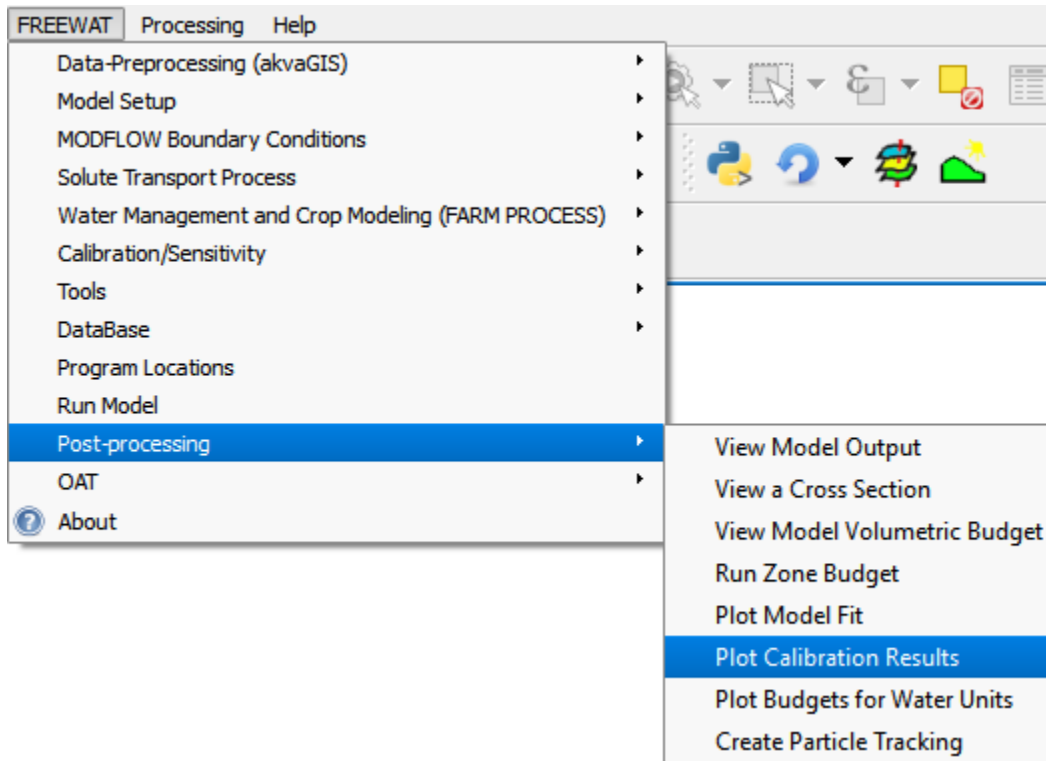 FREEWAT Processing Help
Data-Preprocessing (akvaGIS)
Model Setup
MODFLOW Boundary Conditions
Solute Transport Process
Water Management and Crop Modeling (FARM PROCESS)
Calibration/Sensitivity
Tools
DataBase
Program Locations
Run Model
Post-processing
OAT
About
View Model Output
View a Cross Section
View Model Volumetric Budget
Run Zone Budget
Plot Model Fit
Plot Calibration Results
Plot Budgets for Water Units
Create Particle Tracking